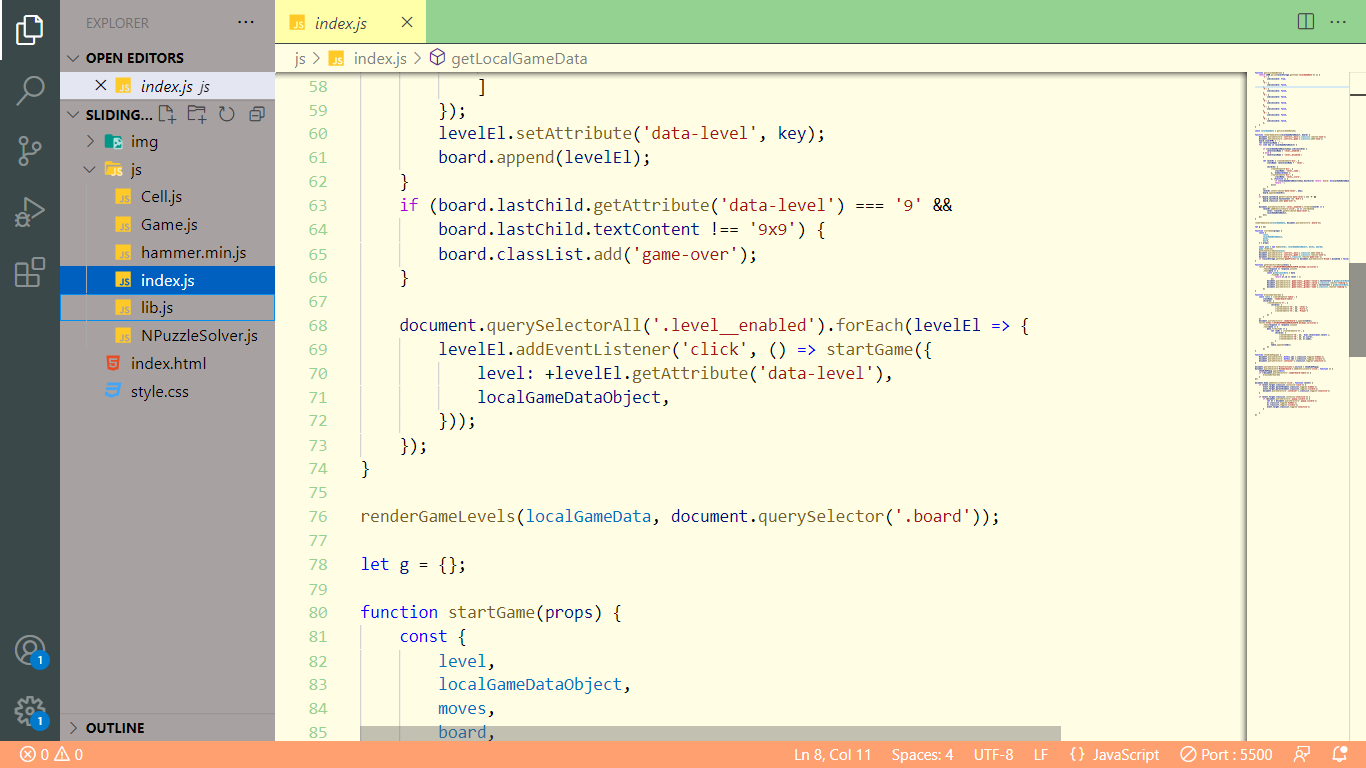 EXPLORER
OPEN EDITORS
index.js js
SLIDING...
img
js
Cell.js
Game.js
hammer.min.js
index.js
lib.js
NPuzzleSolver.js
index.html
style.css
OUTLINE
1
1
index.js
js > index.js > getLocalGameData
58 ]
59 });
60 levelEl.setAttribute('data-level', key);
61 board.append(levelEl);
62 }
63 if (board.lastChild.getAttribute('data-level') === '9' &&
64 board.lastChild.textContent !== '9x9') {
65 board.classList.add('game-over');
66 }
67
68 document.querySelectorAll('.level__enabled').forEach(levelEl => {
69 levelEl.addEventListener('click', () => startGame({
70 level: +levelEl.getAttribute('data-level'),
71 localGameDataObject,
72 }));
73 });
74 }
75
76 renderGameLevels(localGameData, document.querySelector('.board'));
77
78 let g = {};
79
80 function startGame(props) {
81 const {
82 level,
83 localGameDataObject,
84 moves,
85 board,
0 0 Ln 8, Col 11 Spaces: 4 UTF-8 LF {} JavaScript Port : 5500